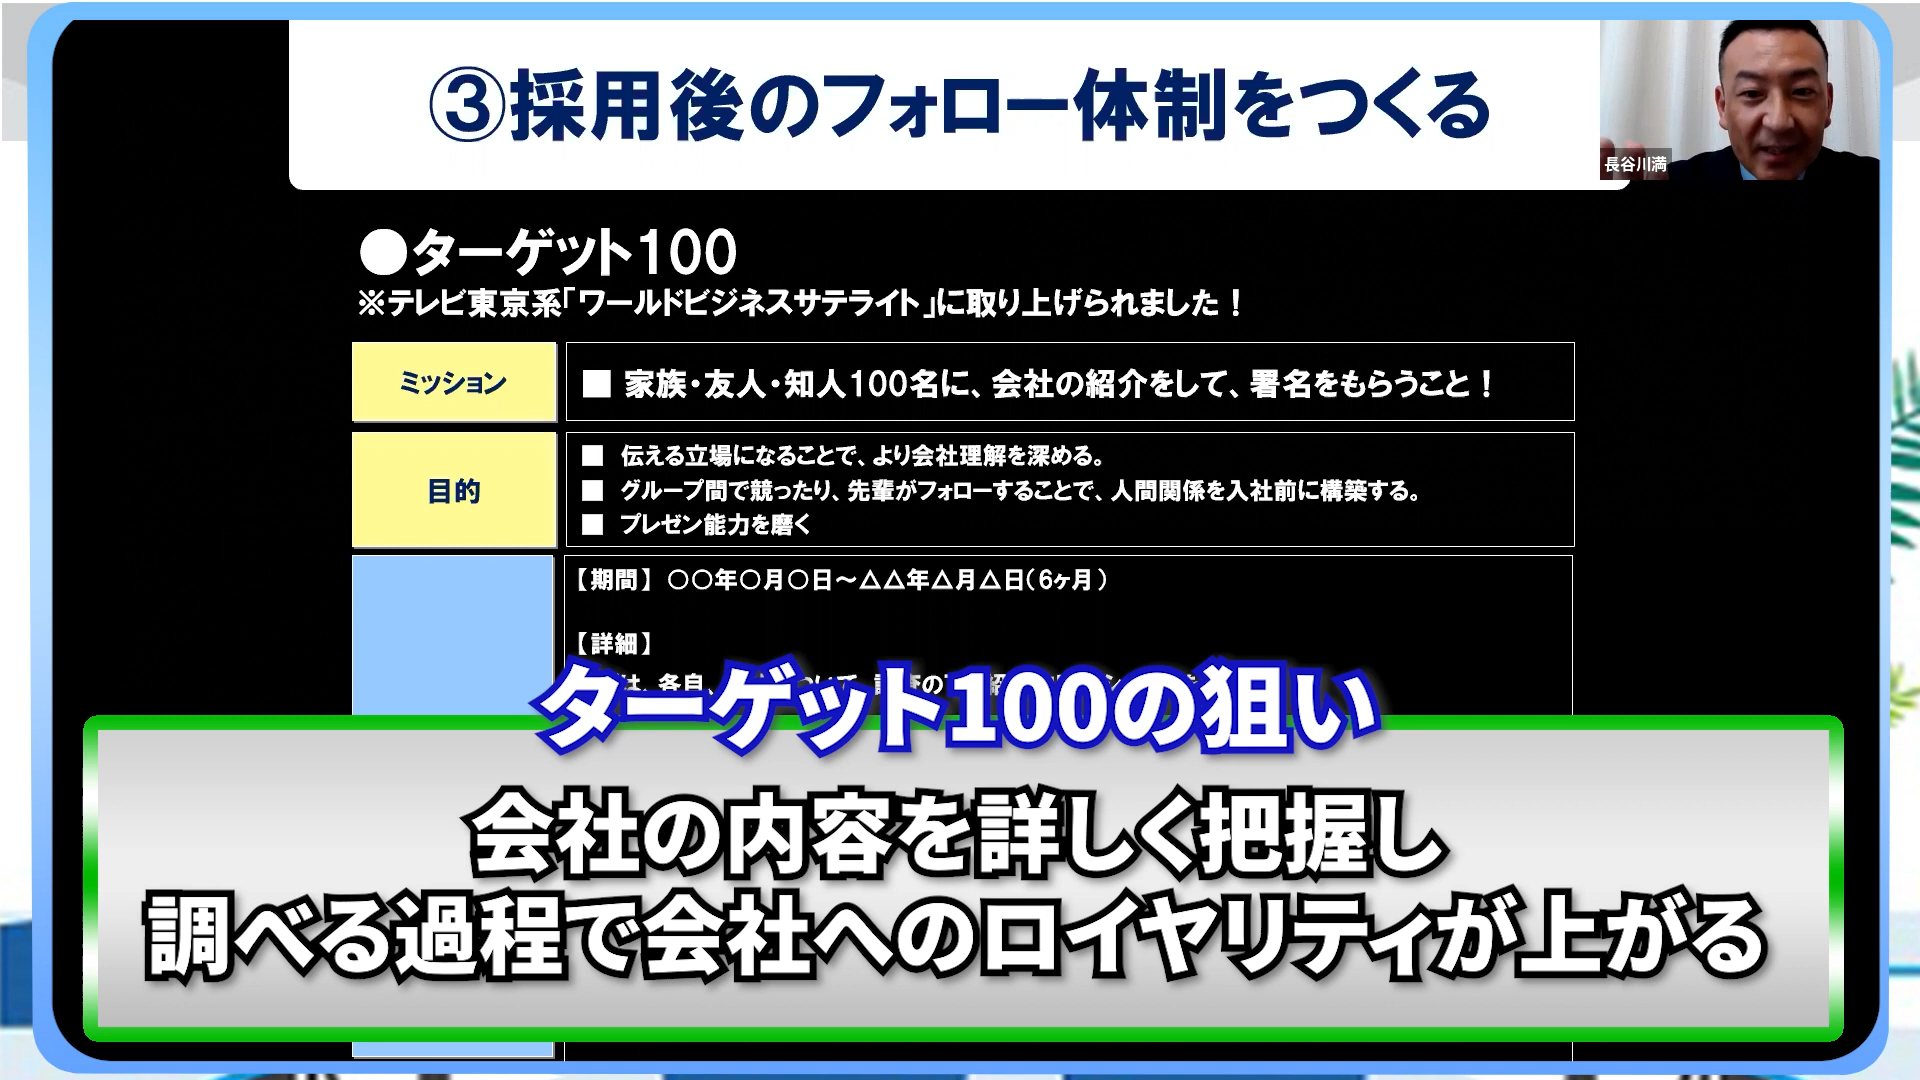 ③採用後のフォロー体制をつくる
長谷川満
●ターゲット100
※テレビ東京系「ワールドビジネスサテライト」に取り上げられました！
ミッション
■ 家族・友人・知人100名に、会社の紹介をして、署名をもらうこと！
目的
■ 伝える立場になることで、より会社理解を深める。
■ グループ間で競ったり、先輩がフォローすることで、人間関係を入社前に構築する。
■ プレゼン能力を磨く
【期間】 ○○年○月○日～△△年△月△日（6ヶ月）
【詳細】
は、各自、
ターゲット100の狙い
会社の内容を詳しく把握し
調べる過程で会社へのロイヤリティが上がる